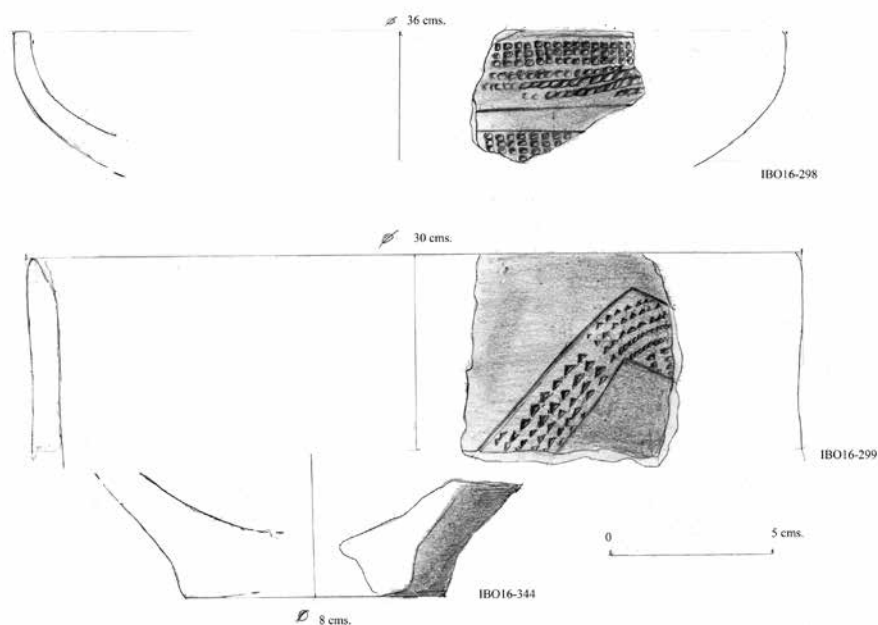 ⌀ 36 cms.
IBO16-298
⌀ 30 cms.
IBO16-299
0 5 cms.
IBO16-344
⌀ 8 cms.